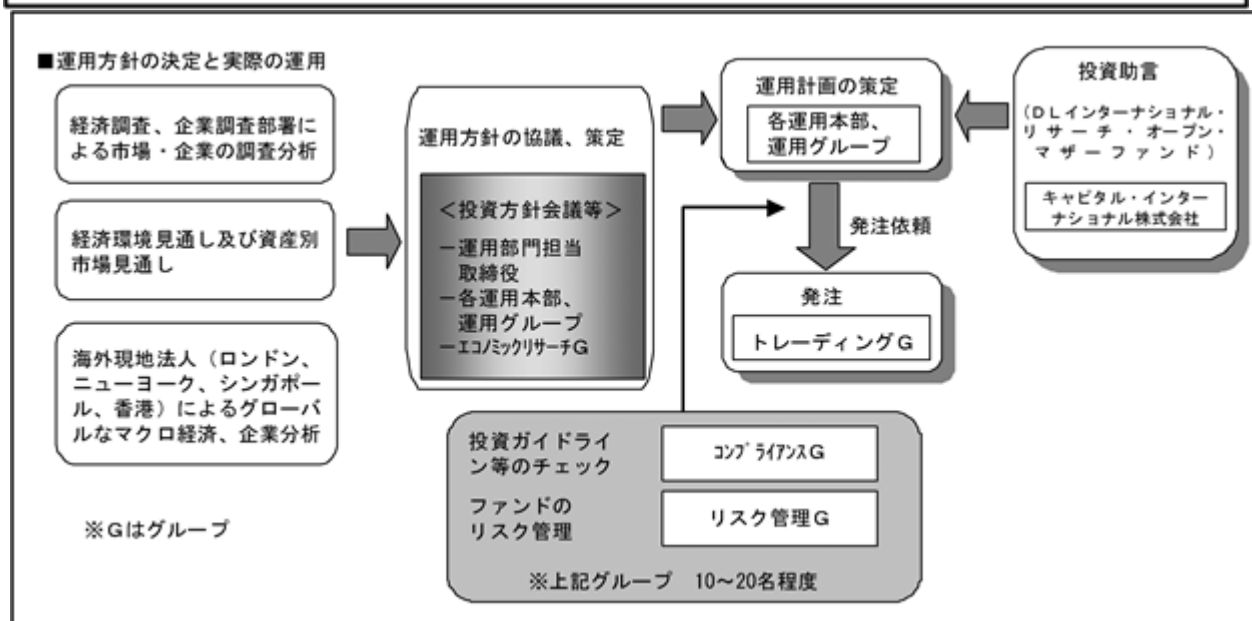 ■運用方針の決定と実際の運用
経済調査、企業調査部署に
よる市場・企業の調査分析
経済環境見通し及び資産別
市場見通し
海外現地法人（ロンドン、
ニューヨーク、シンガポー
ル、香港）によるグローバ
ルなマクロ経済、企業分析
※Gはグループ
運用方針の協議、策定
＜投資方針会議等＞
－運用部門担当
取締役
－各運用本部、
運用グループ
－ｴｺﾉﾐｯｸﾘｻｰﾁG
運用計画の策定
各運用本部、
運用グループ
発注依頼
発注
トレーディングG
投資助言
（DLインターナショナル・
リサーチ・オープン・
マザーファンド）
キャピタル・インター
ナショナル株式会社
投資ガイドライ
ン等のチェック
ｺﾝﾌﾟﾗｲｱﾝｽG
ファンドの
リスク管理
リスク管理G
※上記グループ　10～20名程度